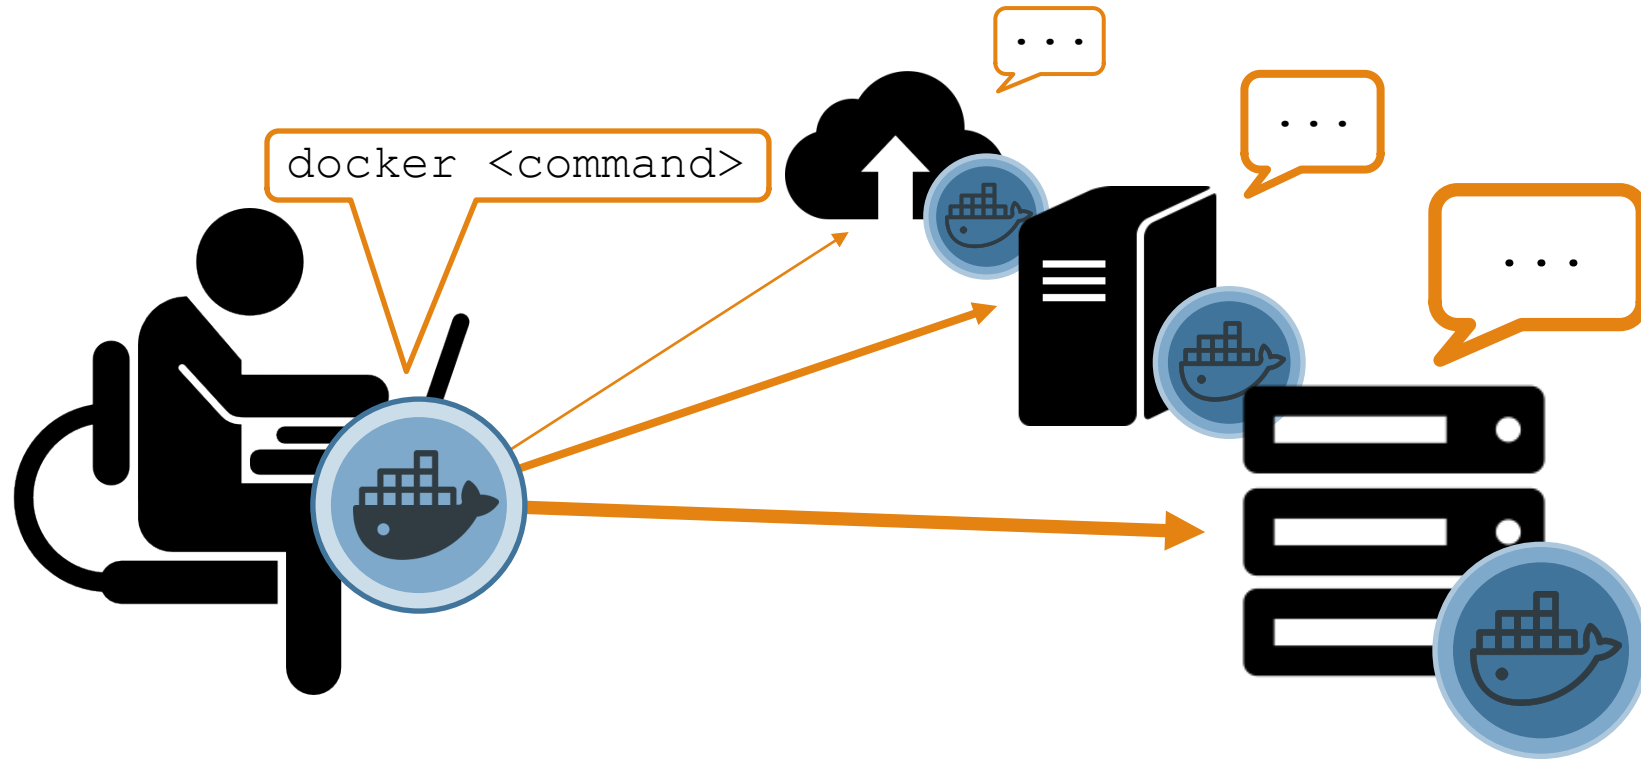 docker <command>
. . .
. . .
. . .